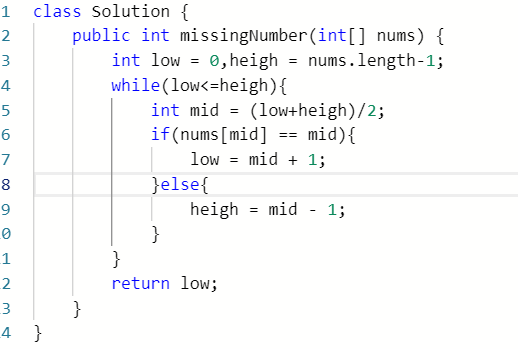 1 class Solution {
2 public int missingNumber(int[] nums) {
3 int low = 0,heigh = nums.length-1;
4 while(low<=heigh){
5 int mid = (low+heigh)/2;
6 if(nums[mid] == mid){
7 low = mid + 1;
8 }else{
9 heigh = mid - 1;
0 }
1 }
2 return low;
3 }
4 }